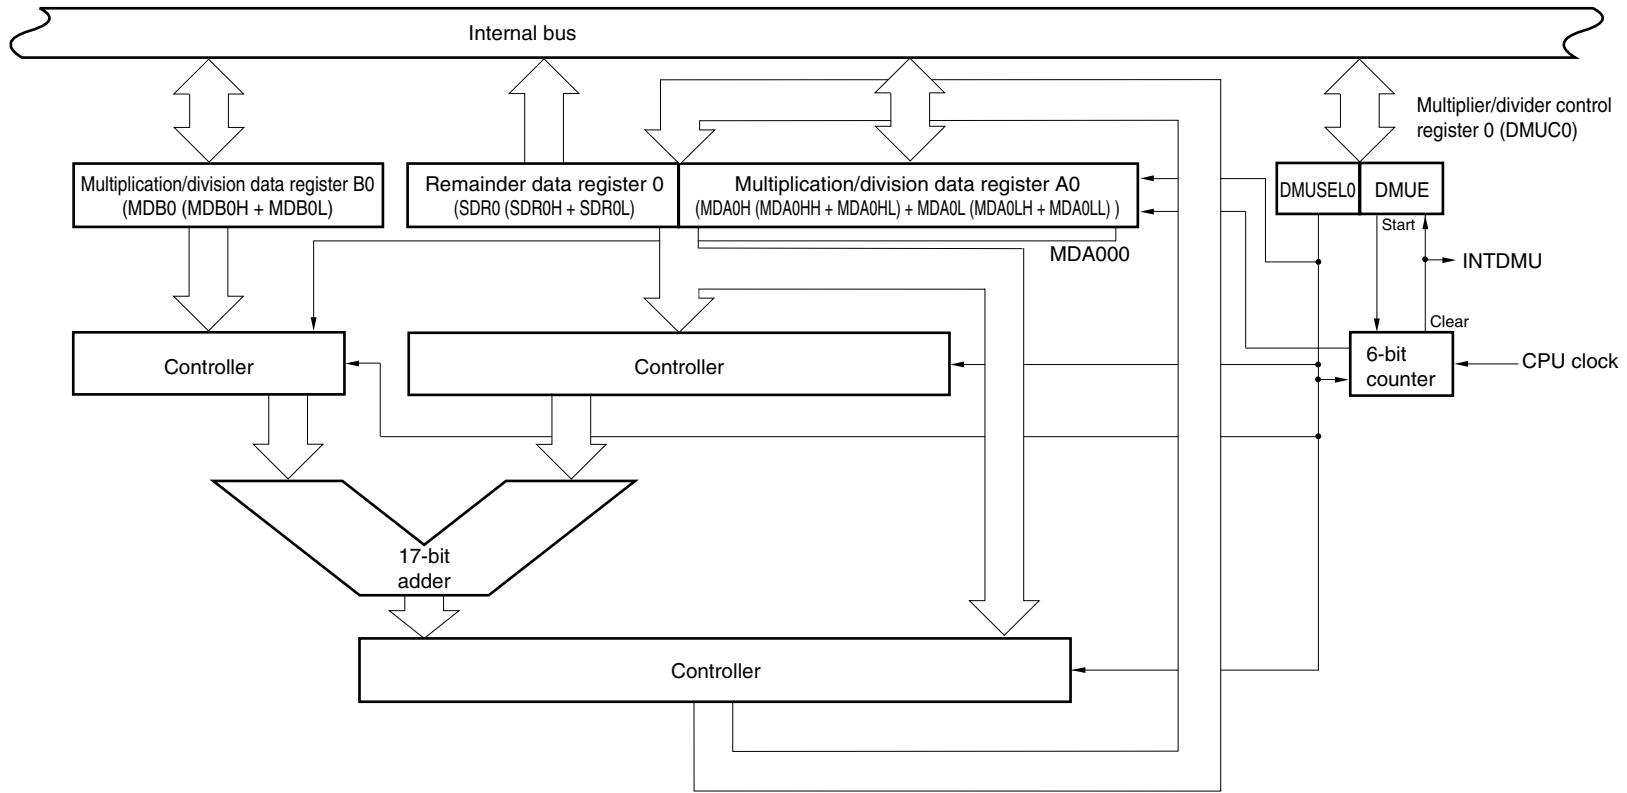 Internal bus
Multiplier/divider control
register 0 (DMUC0)
Multiplication/division data register B0
(MDB0 (MDB0H + MDB0L)
Remainder data register 0
(SDR0 (SDR0H + SDR0L)
Multiplication/division data register A0
(MDA0H (MDA0HH + MDA0HL) + MDA0L (MDA0LH + MDA0LL) )
DMUSEL0
DMUE
Start
MDA000
INTDMU
Clear
Controller
Controller
6-bit
counter
CPU clock
17-bit
adder
Controller